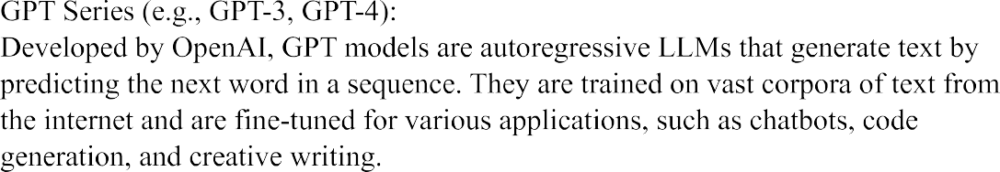 GPT Series (e.g., GPT-3, GPT-4):
Developed by OpenAI, GPT models are autoregressive LLMs that generate text by
predicting the next word in a sequence. They are trained on vast corpora of text from
the internet and are fine-tuned for various applications, such as chatbots, code
generation, and creative writing.